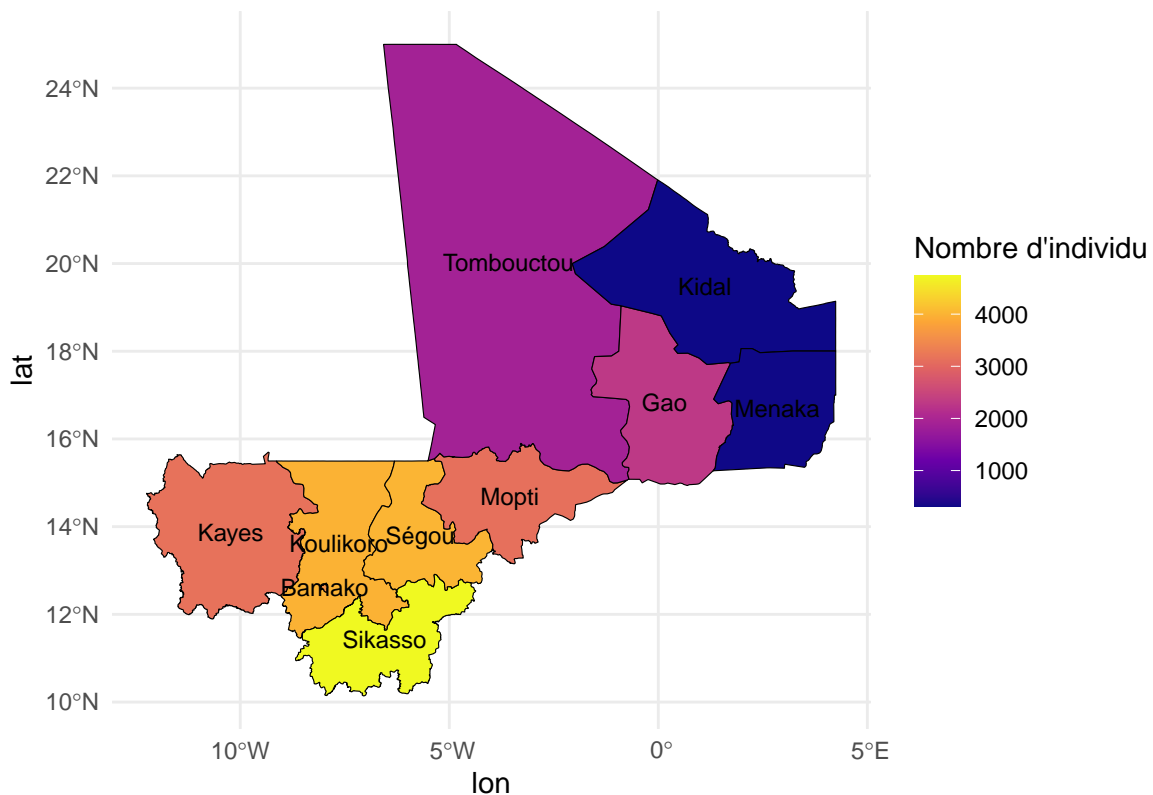 24°N
22°N
20°N
18°N
16°N
14°N
12°N
10°N
lat
Tombouctou
Kidal
Gao
Menaka
Mopti
Kayes
Koulikoro
Ségou
Bamako
Sikasso
10°W
5°W
0°
5°E
lon
Nombre d'individu
4000
3000
2000
1000